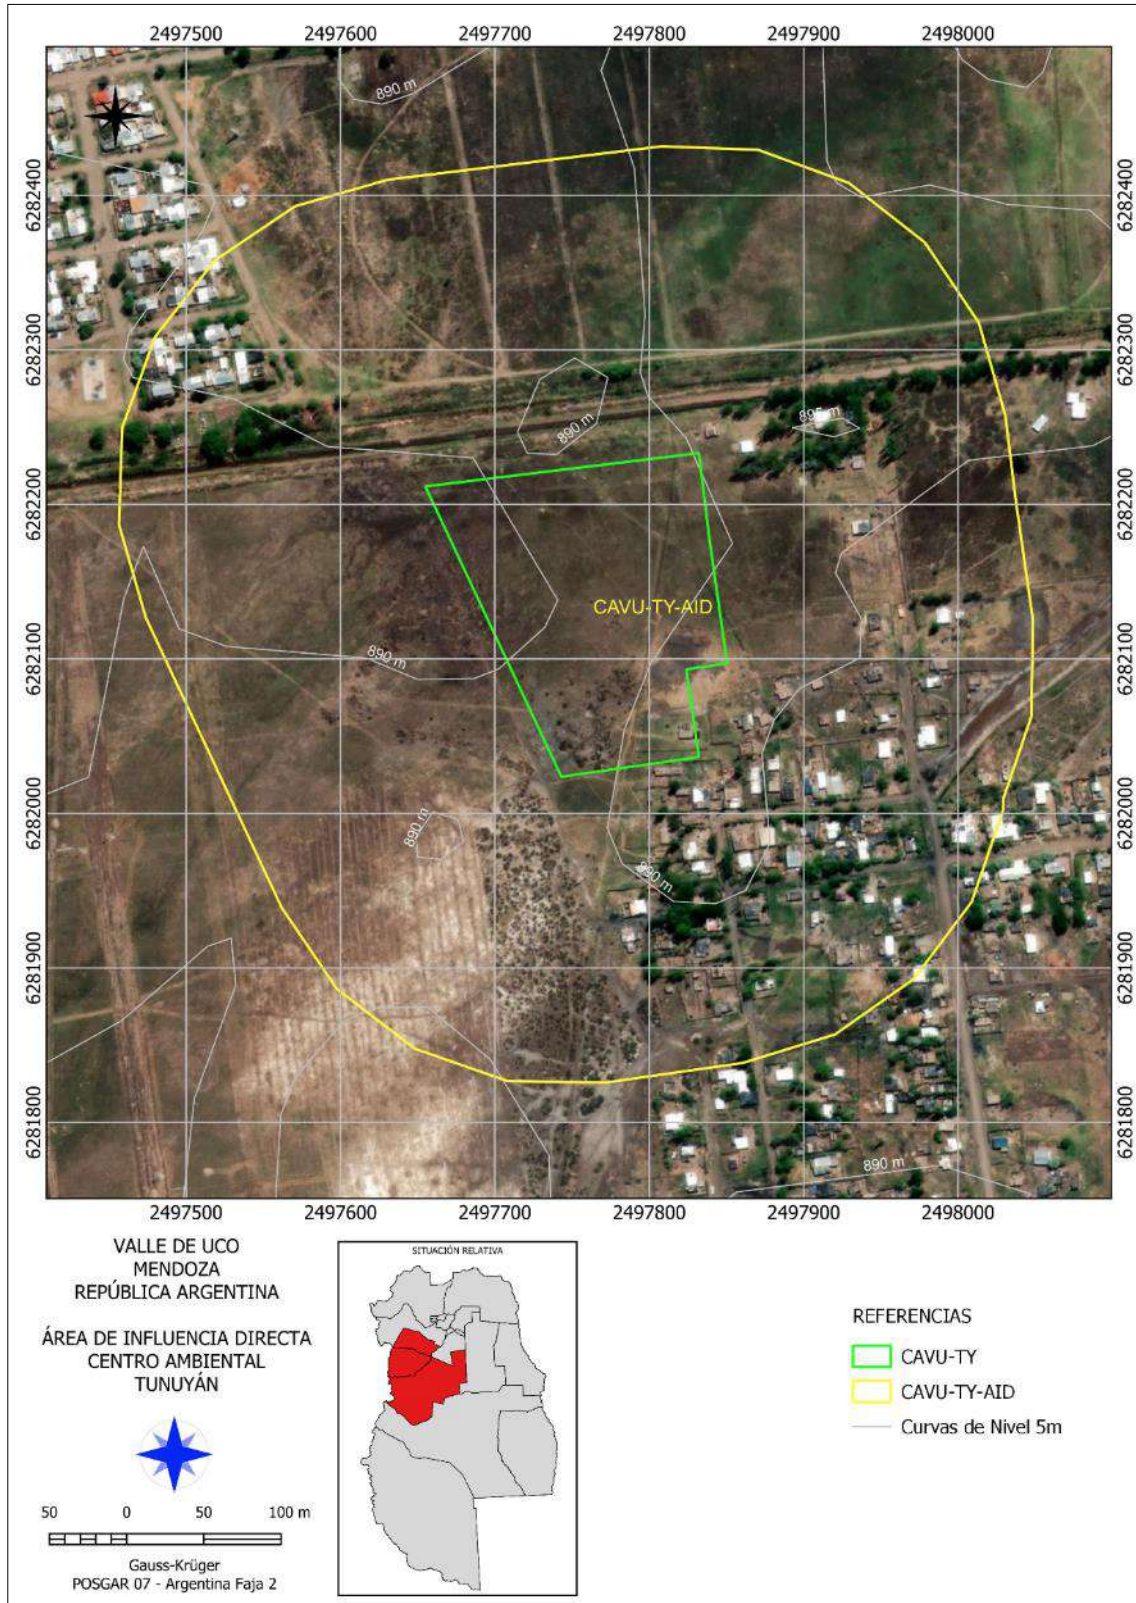 2497500 2497600 2497700 2497800 2497900 2498000
6282400 6282400
6282300 6282300
6282200 6282200
6282100 6282100
6282000 6282000
6281900 6281900
6281800 6281800
890 m
890 m
CAVU-TY-AID
890 m
890 m
890 m
890 m
2497500 2497600 2497700 2497800 2497900 2498000
VALLE DE UCO
MENDOZA
REPÚBLICA ARGENTINA
ÁREA DE INFLUENCIA DIRECTA
CENTRO AMBIENTAL
TUNUYÁN
50 0 50 100 m
Gauss-Krüger
POSGAR 07 - Argentina Faja 2
SITUACIÓN RELATIVA
REFERENCIAS
CAVU-TY
CAVU-TY-AID
Curvas de Nivel 5m